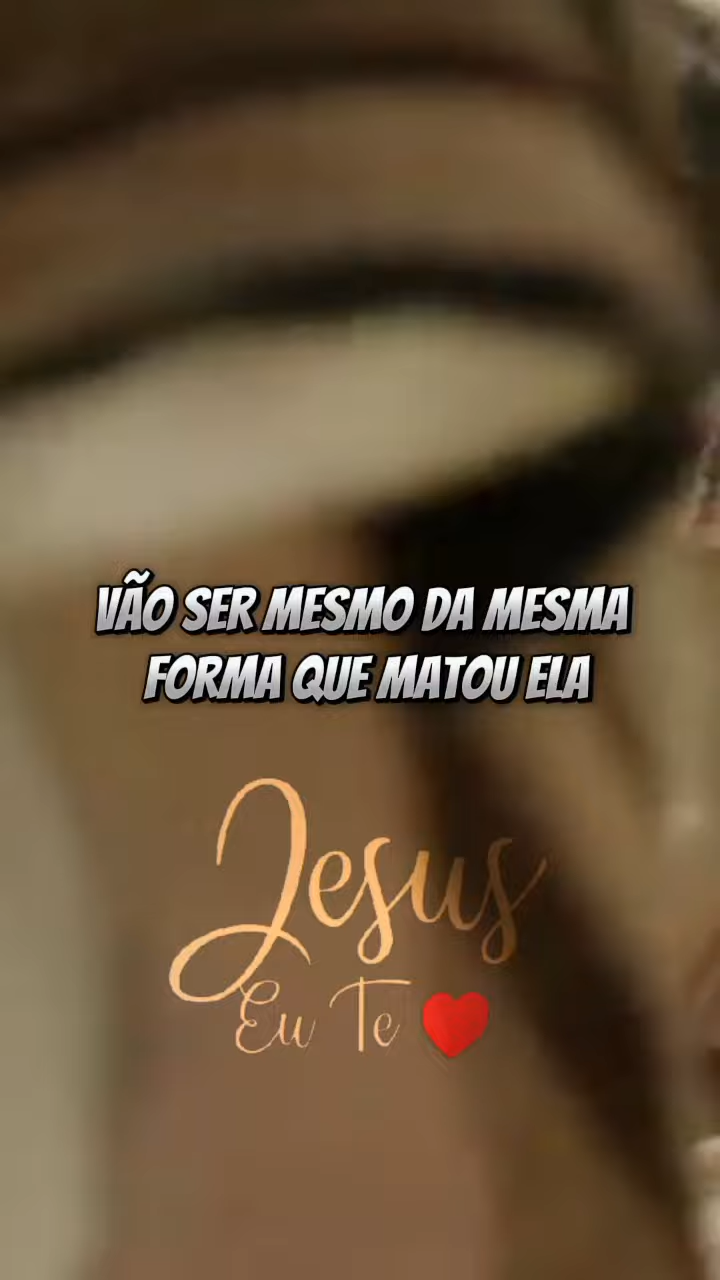 VÃO SER MESMO DA MESMA
FORMA QUE MATOU ELA
Jesus
Eu Te ❤️